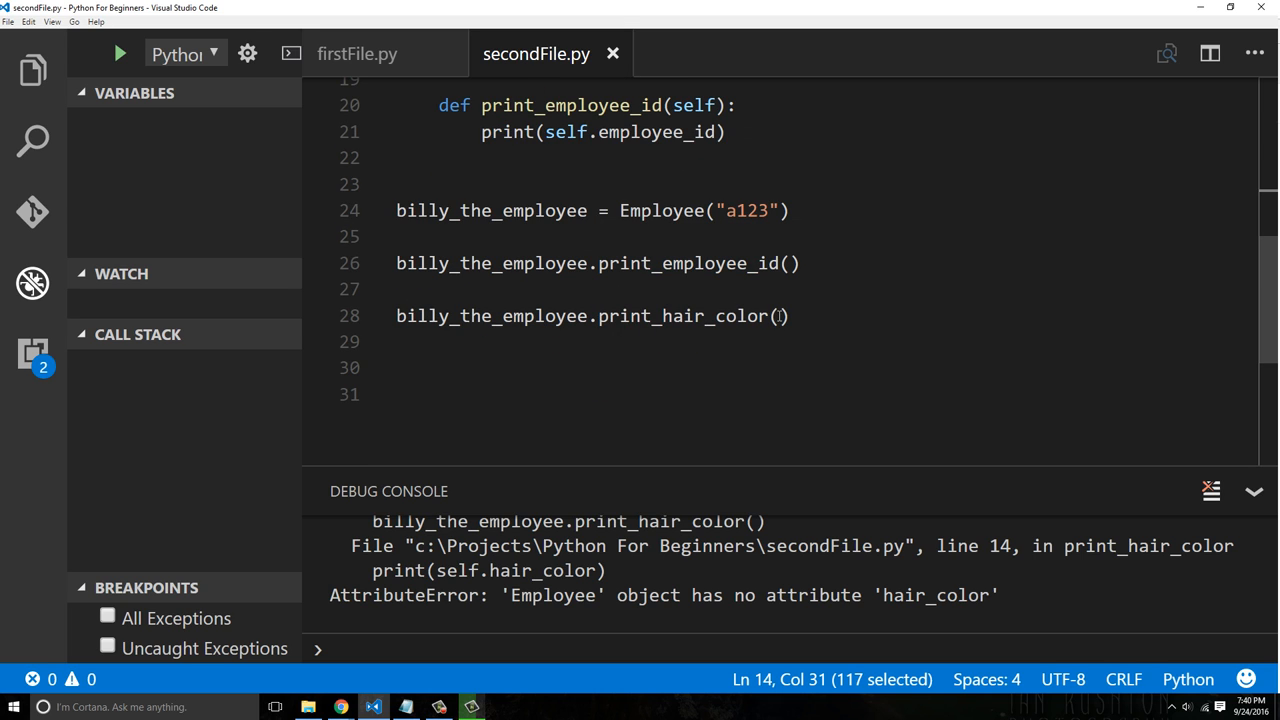 secondFile.py - Python For Beginners - Visual Studio Code
File Edit View Go Help
Pythor
firstFile.py
secondFile.py
VARIABLES
WATCH
CALL STACK
2
BREAKPOINTS
All Exceptions
Uncaught Exceptions
19
20 def print_employee_id(self):
21 print(self.employee_id)
22
23
24 billy_the_employee = Employee("a123")
25
26 billy_the_employee.print_employee_id()
27
28 billy_the_employee.print_hair_color()
29
30
31
DEBUG CONSOLE
billy_the_employee.print_hair_color()
File "c:\Projects\Python For Beginners\secondFile.py", line 14, in print_hair_color
print(self.hair_color)
AttributeError: 'Employee' object has no attribute 'hair_color'
0 0 Ln 14, Col 31 (117 selected) Spaces: 4 UTF-8 CRLF Python
I'm Cortana. Ask me anything.
7:40 PM
9/24/2016